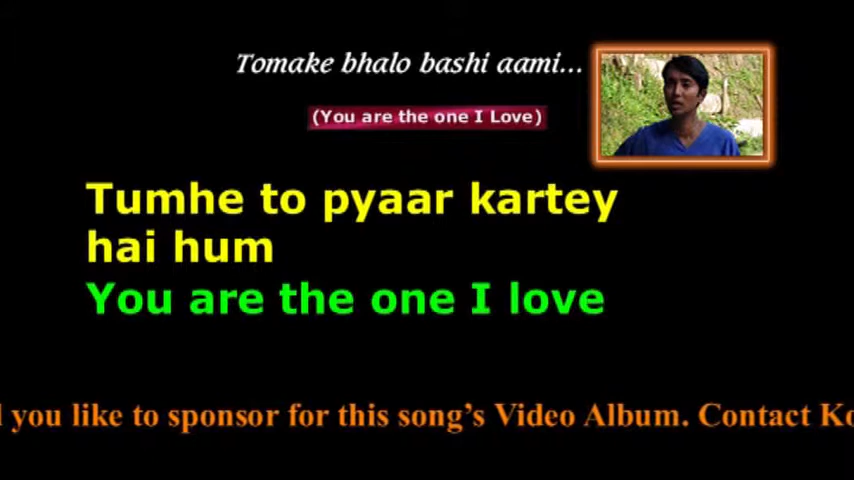 Tomake bhalo bashi aami...
(You are the one I Love)
Tumhe to pyaar kartey
hai hum
You are the one I love
you like to sponsor for this song's Video Album. Contact